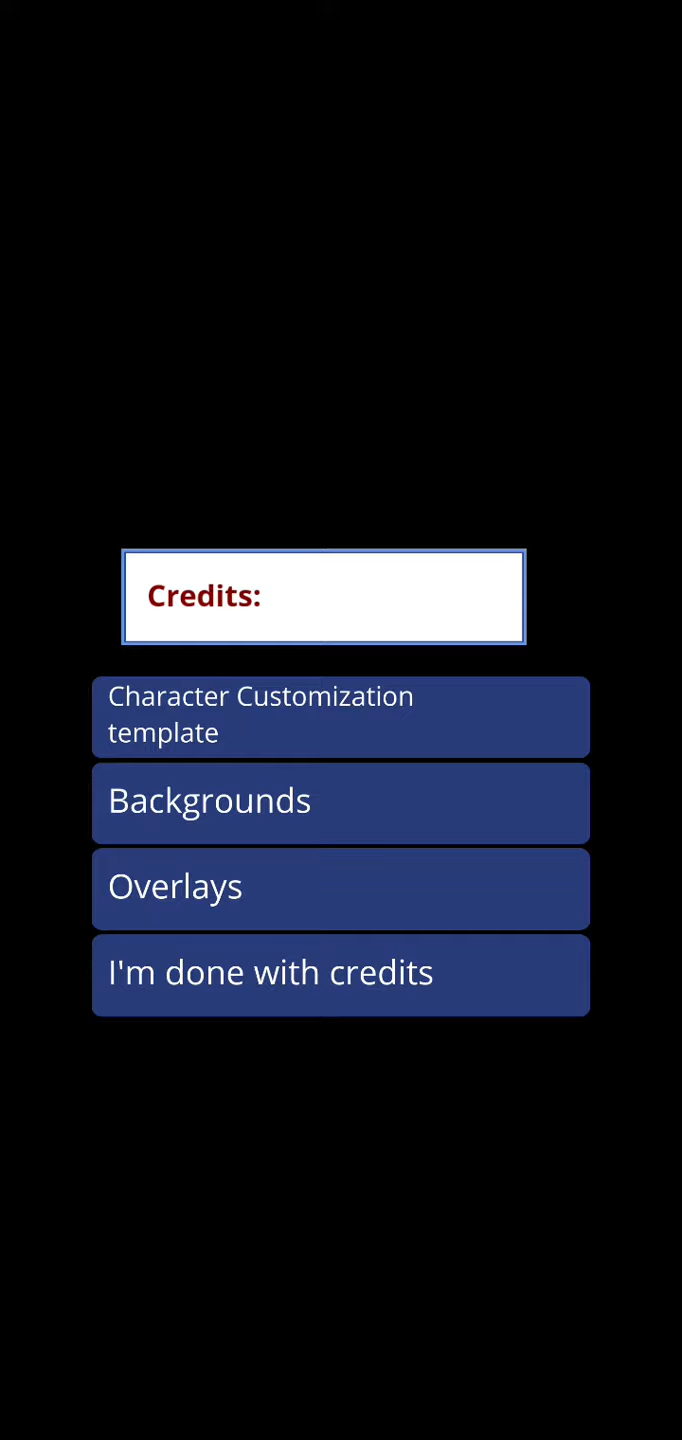 Credits:
Character Customization
template
Backgrounds
Overlays
I'm done with credits